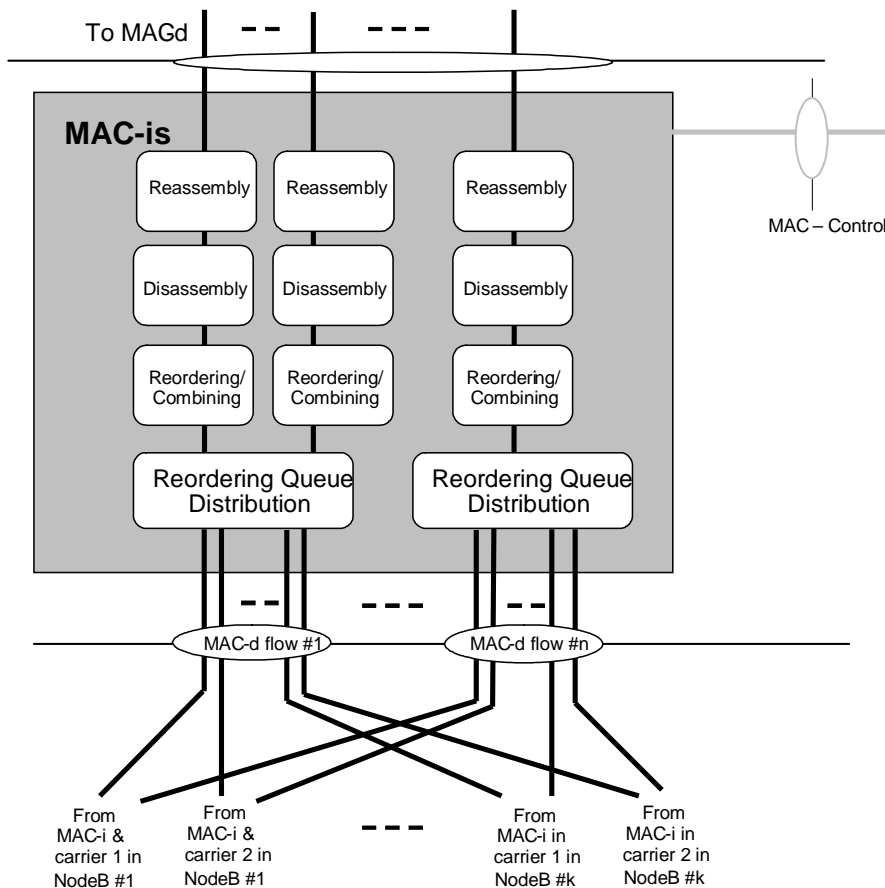 To MAGd
MAC-is
Reassembly
Reassembly
Reassembly
MAC – Control
Disassembly
Disassembly
Disassembly
Reordering/
Combining
Reordering/
Combining
Reordering/
Combining
Reordering Queue
Distribution
Reordering Queue
Distribution
MAC-d flow #1
MAC-d flow #n
From
MAC-i &
carrier 1 in
NodeB #1
From
MAC-i &
carrier 2 in
NodeB #1
From
MAC-i in
carrier 1 in
NodeB #k
From
MAC-i in
carrier 2 in
NodeB #k